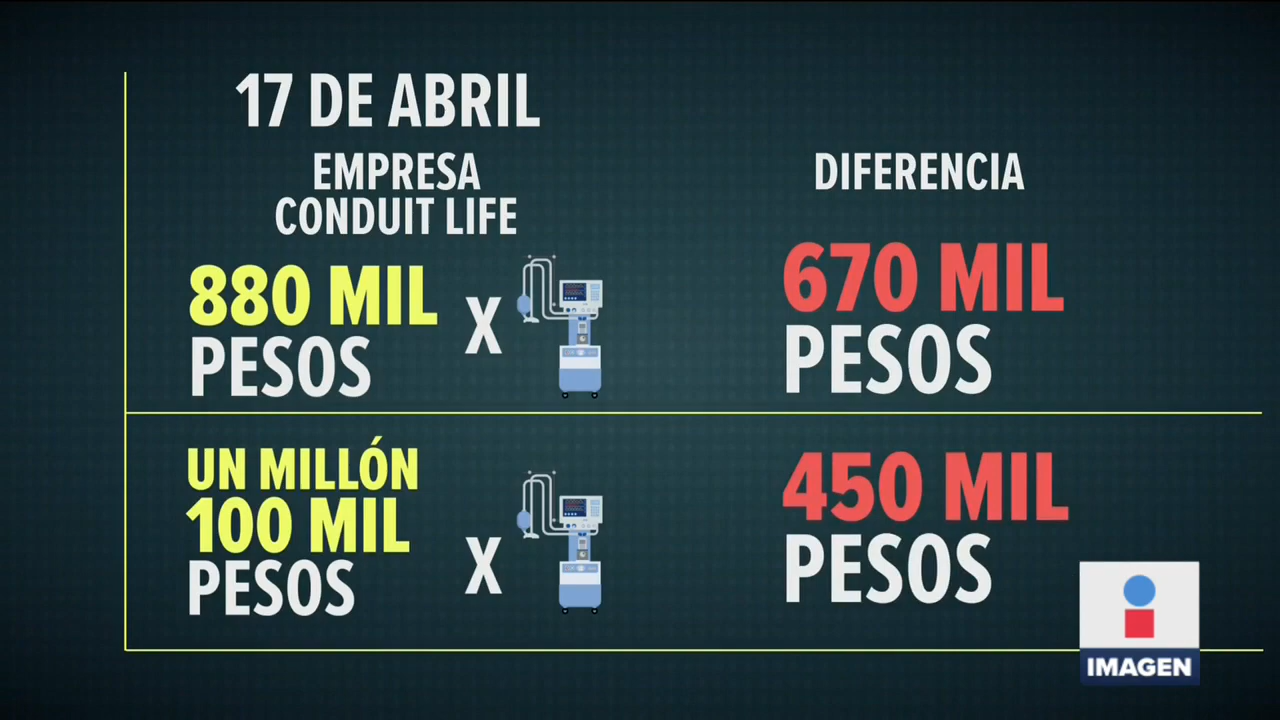 17 DE ABRIL
EMPRESA
CONDUIT LIFE
DIFERENCIA
880 MIL
PESOS
X
670 MIL
PESOS
UN MILLÓN
100 MIL
PESOS
X
450 MIL
PESOS
IMAGEN